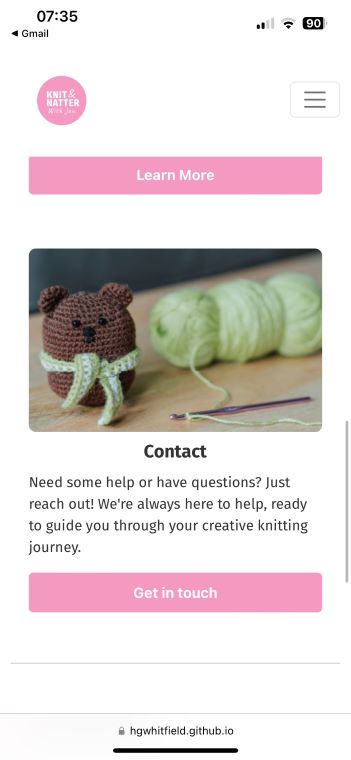 07:35
90
◀ Gmail
KNIT &
NATTER
With Jen
Learn More
Contact
Need some help or have questions? Just
reach out! We're always here to help, ready
to guide you through your creative knitting
journey.
Get in touch
hgwhitfield.github.io